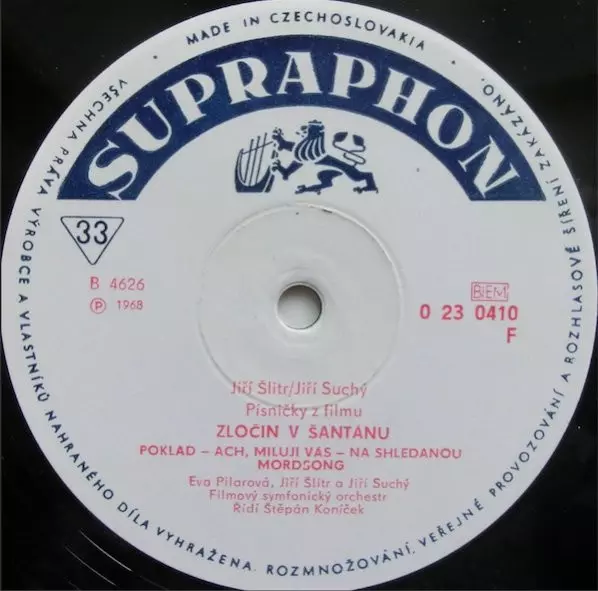 MADE IN CZECHOSLOVAKIA
SUPRAPHON
33
B 4626
℗ 1968
BIEM
0 23 0410
F
Jiří Šlitr/Jiří Suchý
Písničky z filmu
ZLOČIN V ŠANTÁNU
POKLAD – ACH, MILUJI VÁS – NA SHLEDANOU
MORDSONG
Eva Pilarová, Jiří Šlitr a Jiří Suchý
Filmový symfonický orchestr
Řídí Štěpán Koníček
VŠECHNA PRÁVA VÝROBCE A VLASTNÍKŮ NAHRANÉHO DÍLA VYHRAŽENA. ROZMNOŽOVÁNÍ, VEŘEJNÉ PROVOZOVÁNÍ A ROZHLASOVÉ ŠÍŘENÍ ZAKÁZÁNO.